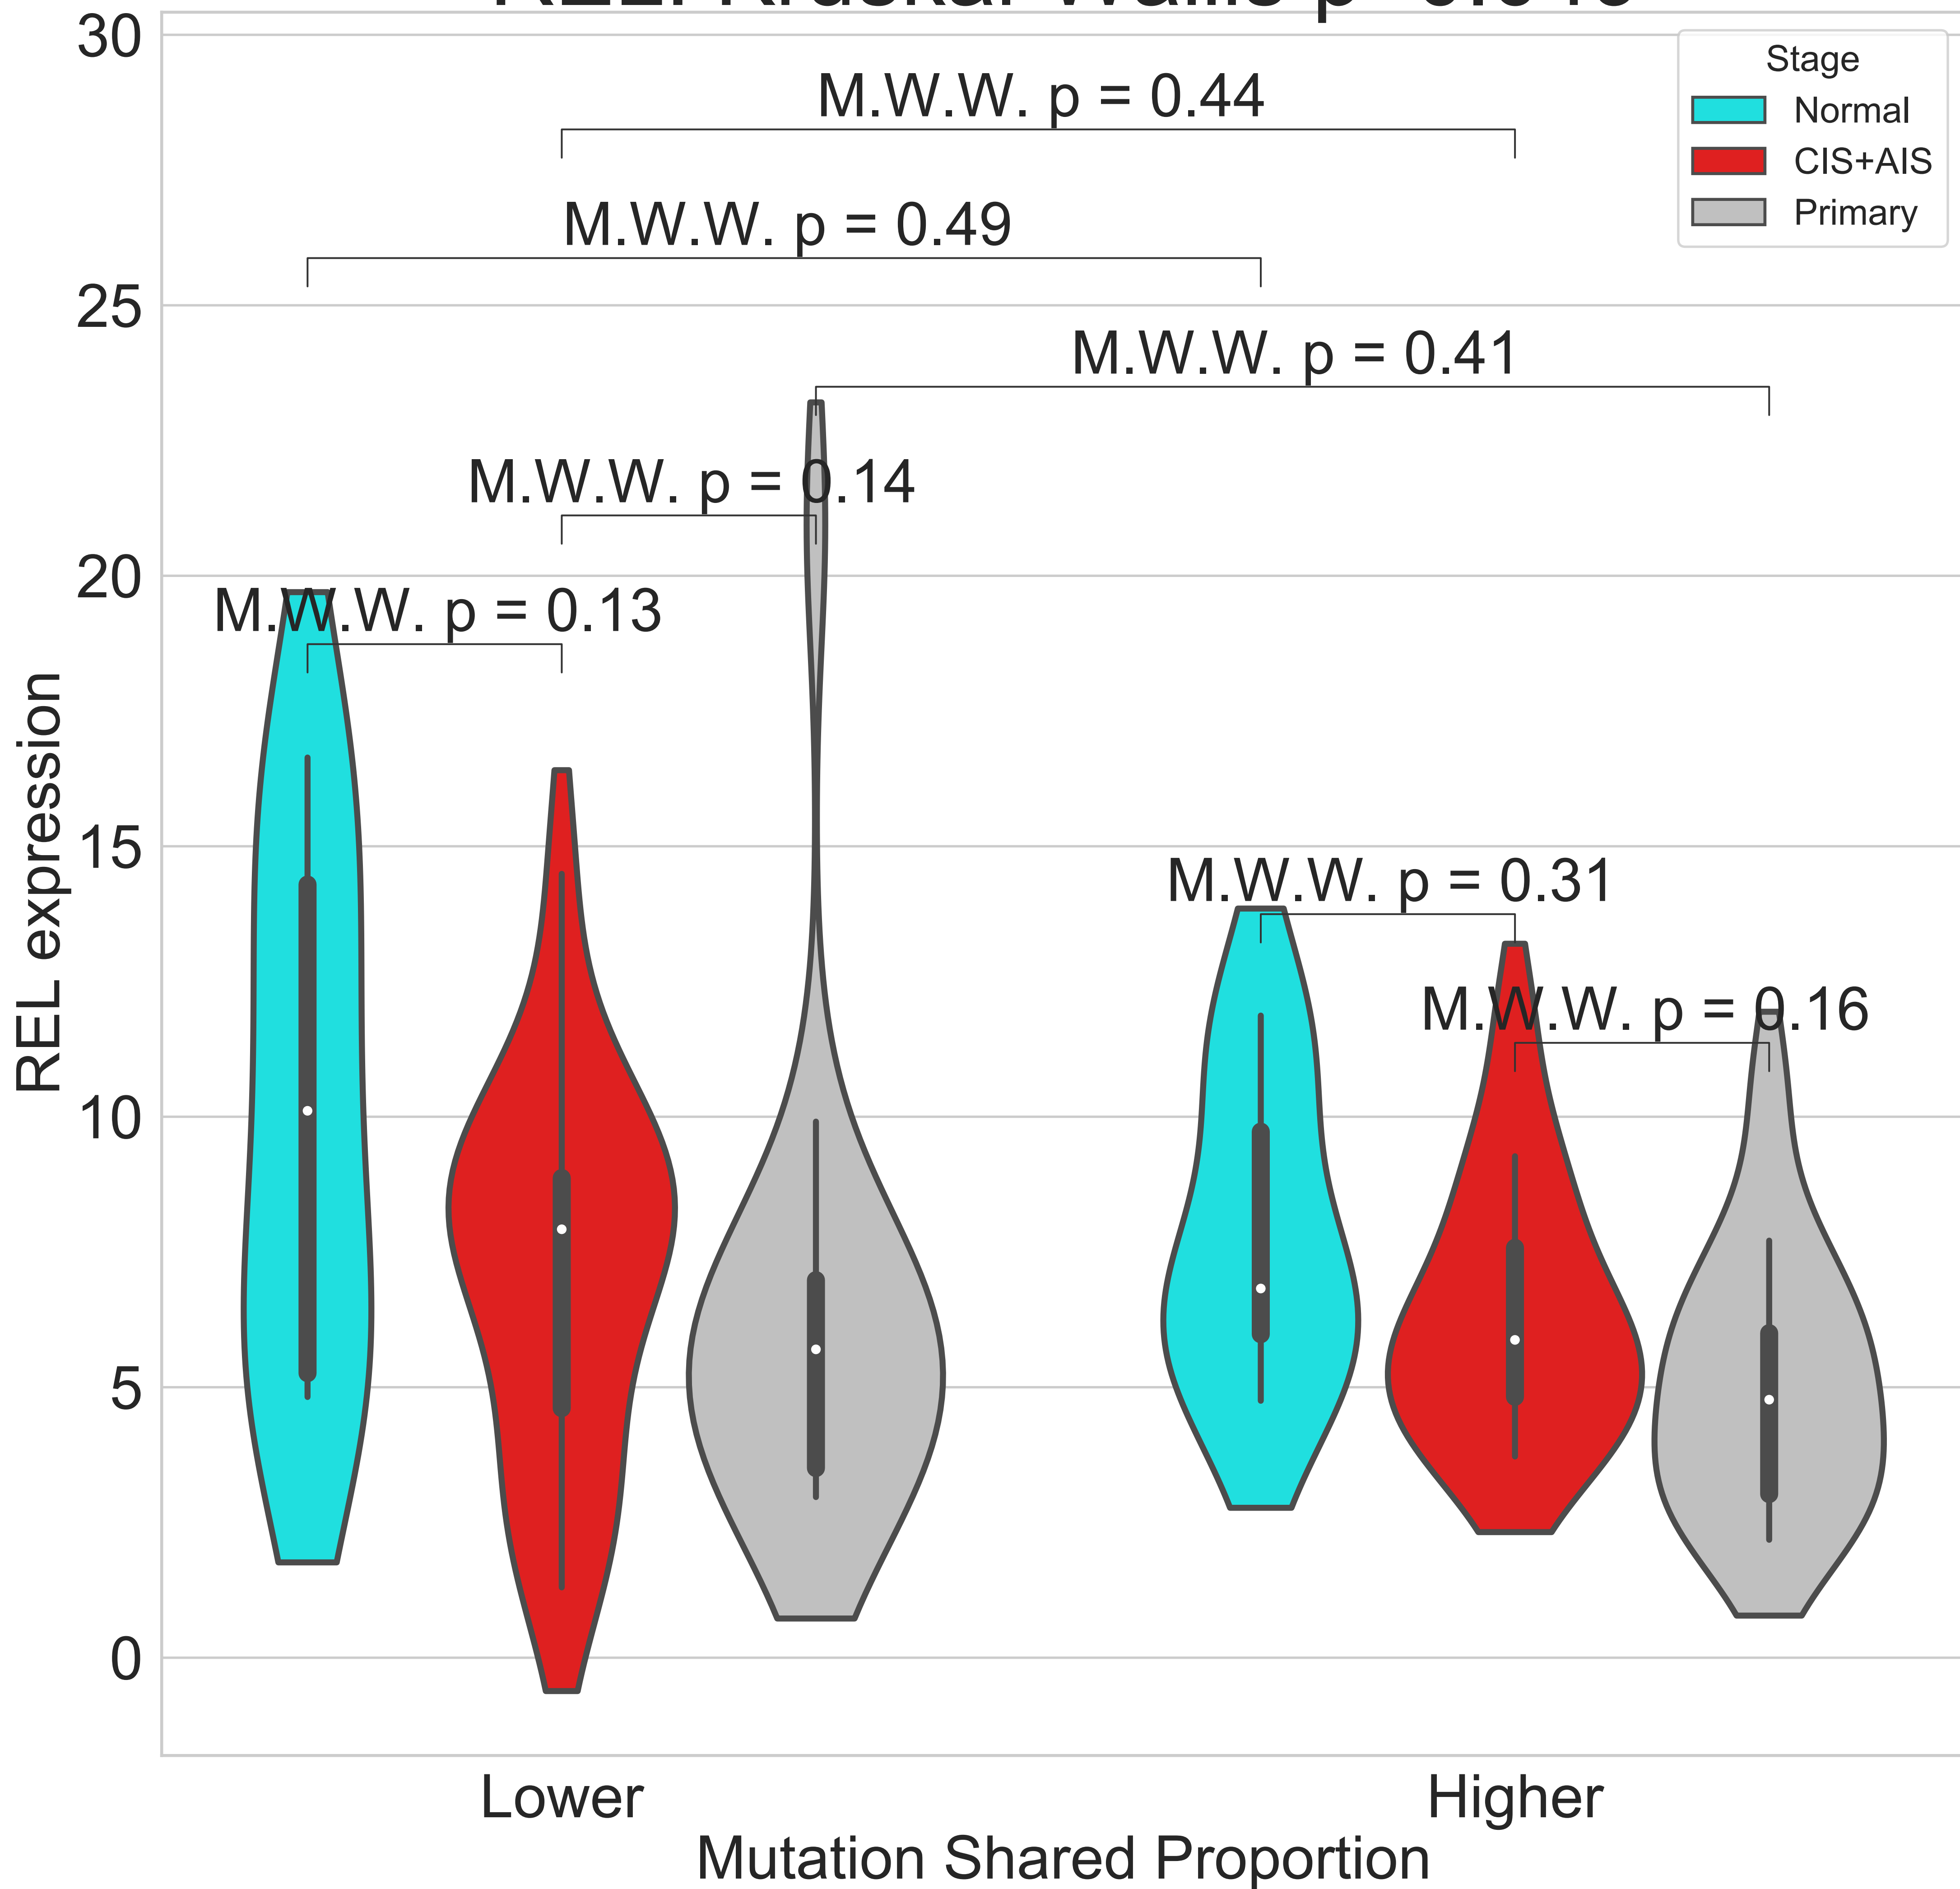 30
Stage
Normal
CIS+AIS
Primary
M.W.W. p = 0.44
M.W.W. p = 0.49
25
M.W.W. p = 0.41
M.W.W. p = 0.14
20
M.W.W. p = 0.13
REL expression
15
M.W.W. p = 0.31
M.W.W. p = 0.16
10
5
0
Lower
Higher
Mutation Shared Proportion